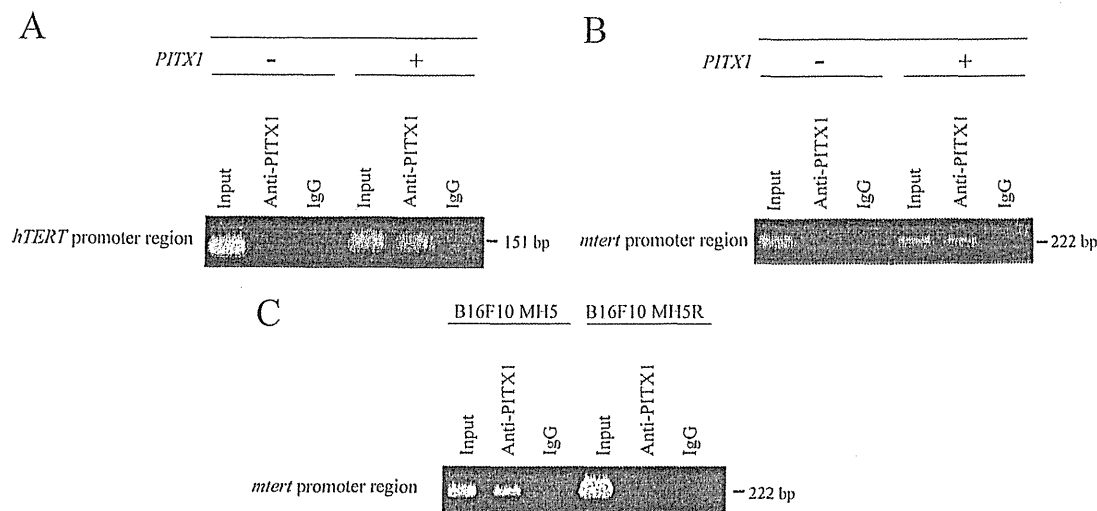 A
PITX1
-
+
Input
Anti-PITX1
IgG
Input
Anti-PITX1
IgG
hTERT promoter region
151 bp
B
PITX1
-
+
Input
Anti-PITX1
IgG
Input
Anti-PITX1
IgG
mtert promoter region
222 bp
C
B16F10 MH5
B16F10 MH5R
Input
Anti-PITX1
IgG
Input
Anti-PITX1
IgG
mtert promoter region
222 bp